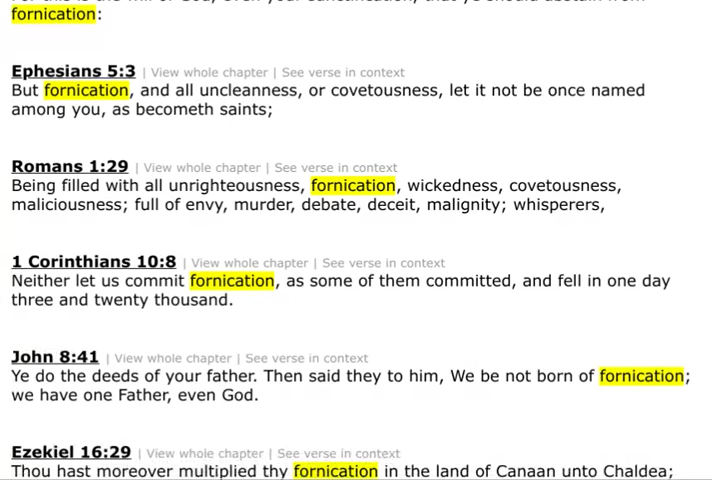 fornication:
Ephesians 5:3 | View whole chapter | See verse in context
But fornication, and all uncleanness, or covetousness, let it not be once named
among you, as becometh saints;
Romans 1:29 | View whole chapter | See verse in context
Being filled with all unrighteousness, fornication, wickedness, covetousness,
maliciousness; full of envy, murder, debate, deceit, malignity; whisperers,
1 Corinthians 10:8 | View whole chapter | See verse in context
Neither let us commit fornication, as some of them committed, and fell in one day
three and twenty thousand.
John 8:41 | View whole chapter | See verse in context
Ye do the deeds of your father. Then said they to him, We be not born of fornication;
we have one Father, even God.
Ezekiel 16:29 | View whole chapter | See verse in context
Thou hast moreover multiplied thy fornication in the land of Canaan unto Chaldea;